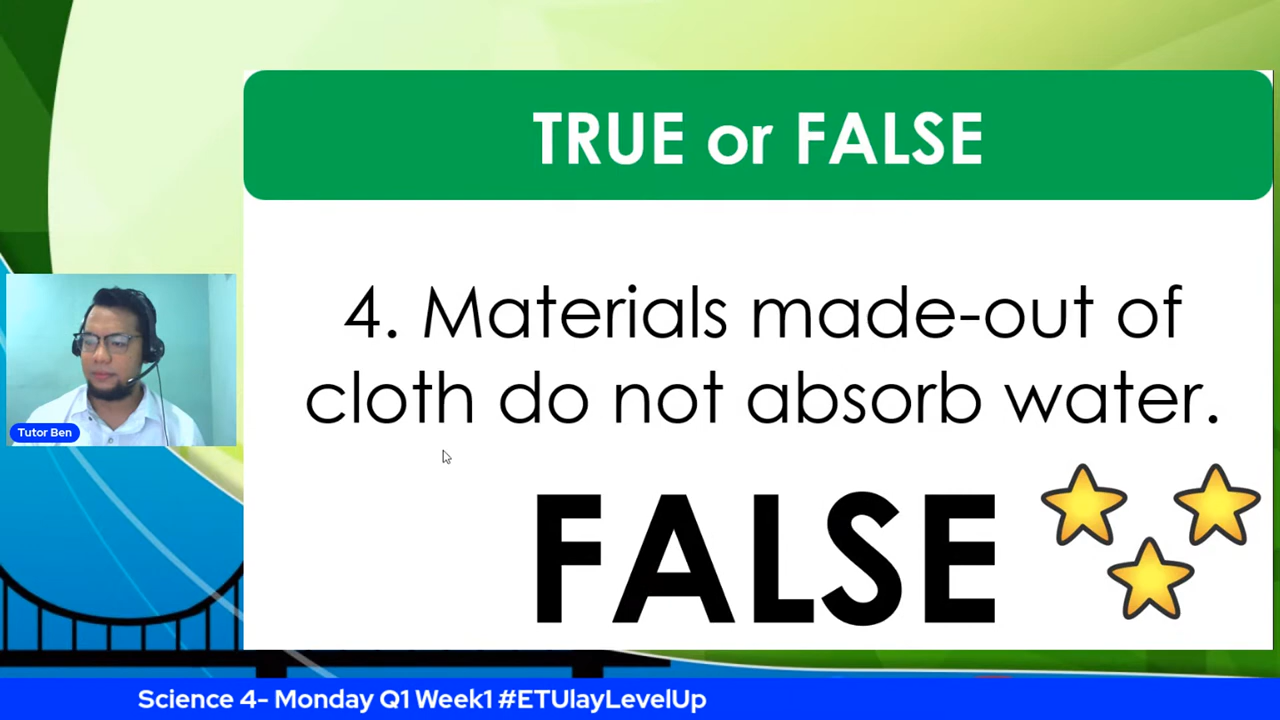 TRUE or FALSE
4. Materials made-out of
cloth do not absorb water.
FALSE
Tutor Ben
Science 4- Monday Q1 Week1 #ETUlayLevelUp